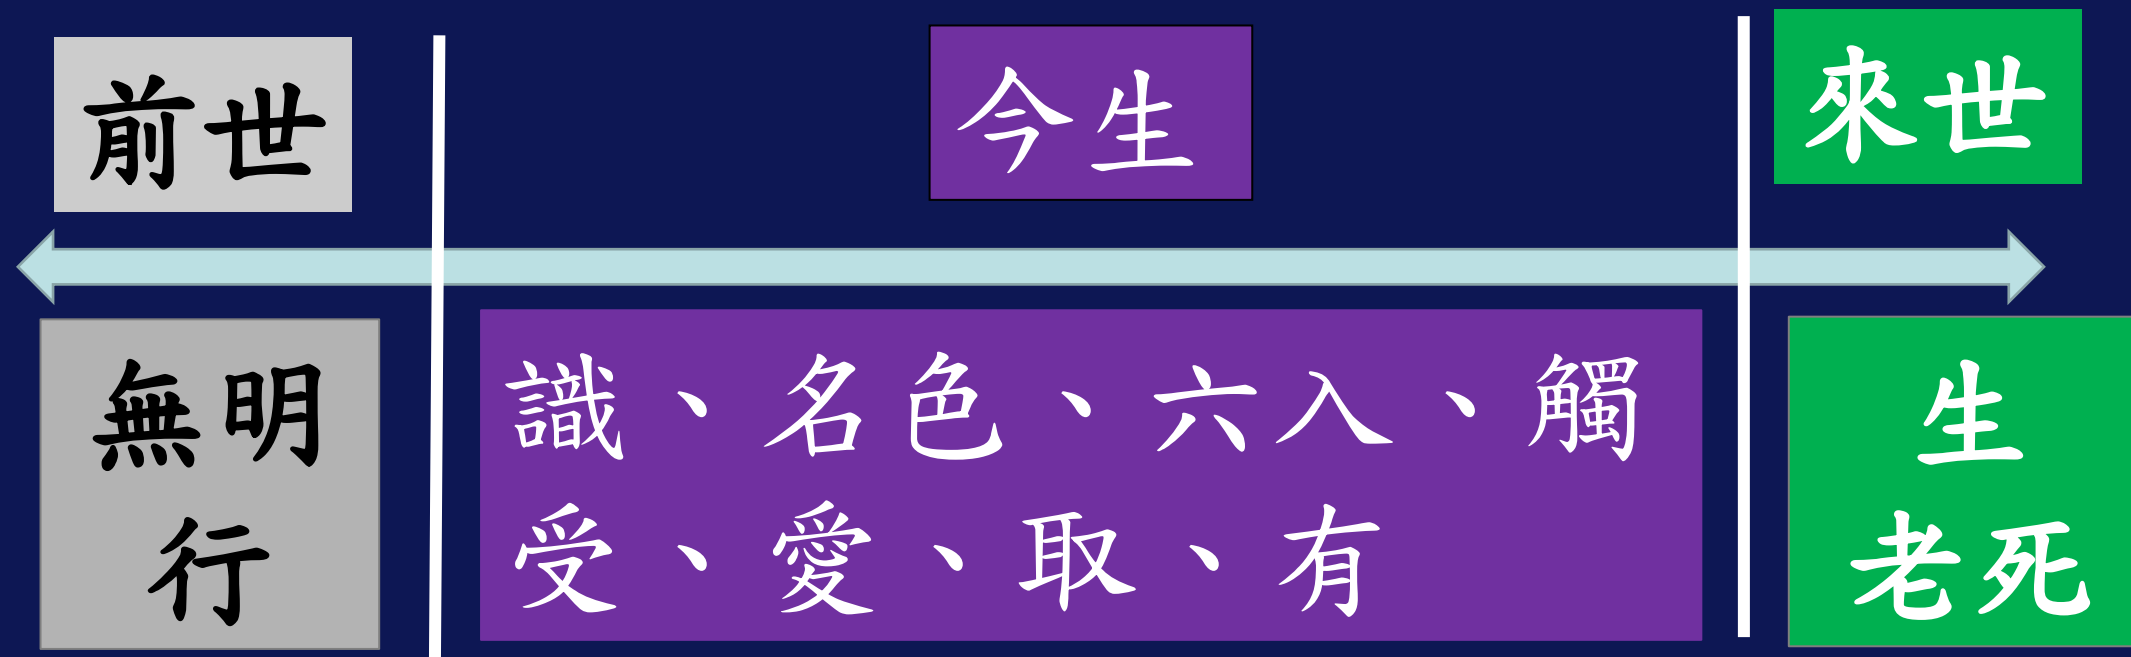 前世
今生
來世
無明
行
識、名色、六入、觸
受、愛、取、有
生
老死